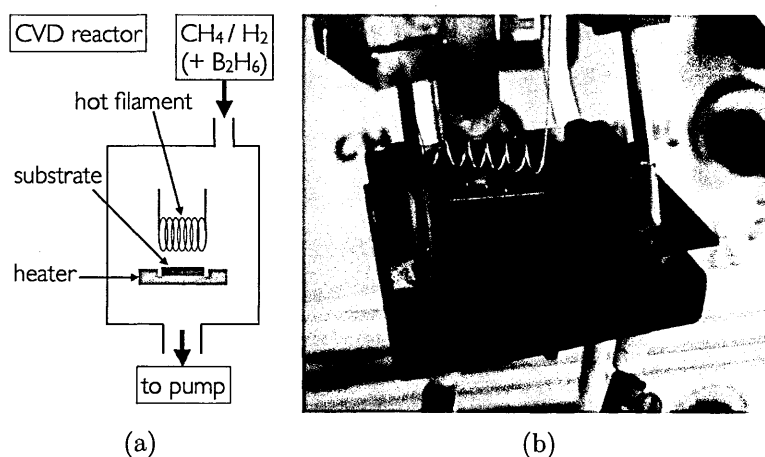 CVD reactor
CH4 / H2
(+ B2H6)
hot filament
substrate
heater
to pump
(a)
(b)